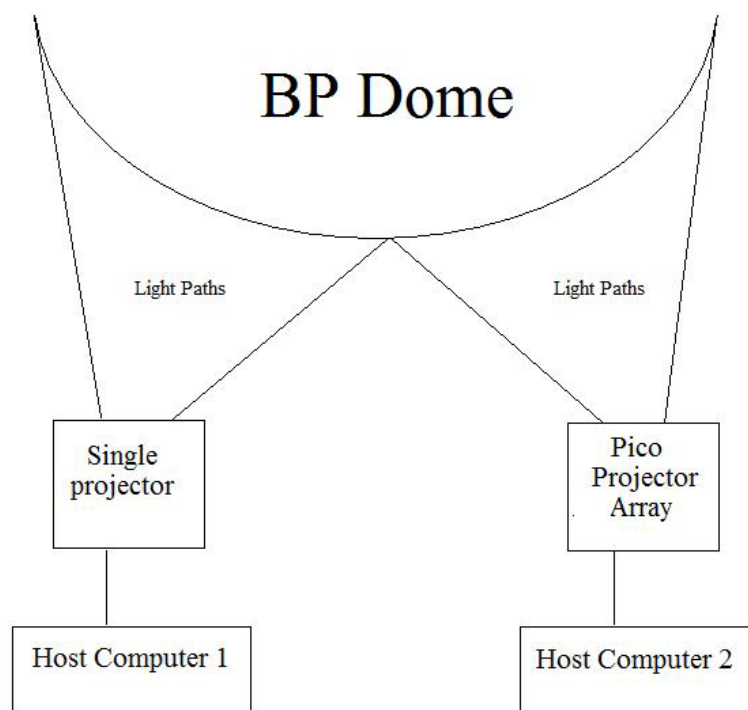 BP Dome
Light Paths
Light Paths
Single
projector
Pico
Projector
Array
Host Computer 1
Host Computer 2